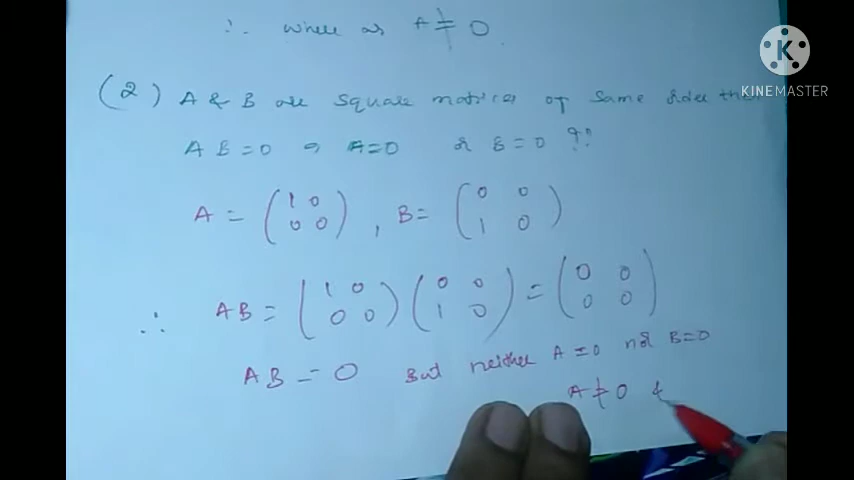 ∴ where as A ≠ 0
KINEMASTER
(2) A & B are square matrices of same order then
AB = 0 ⇒ A = 0 or B = 0 ??
A = (1 0 0 0), B = (0 0 1 0)
∴ AB = (1 0 0 0) (0 0 1 0) = (0 0 0 0)
AB = 0 But neither A = 0 nor B = 0
A ≠ 0 &